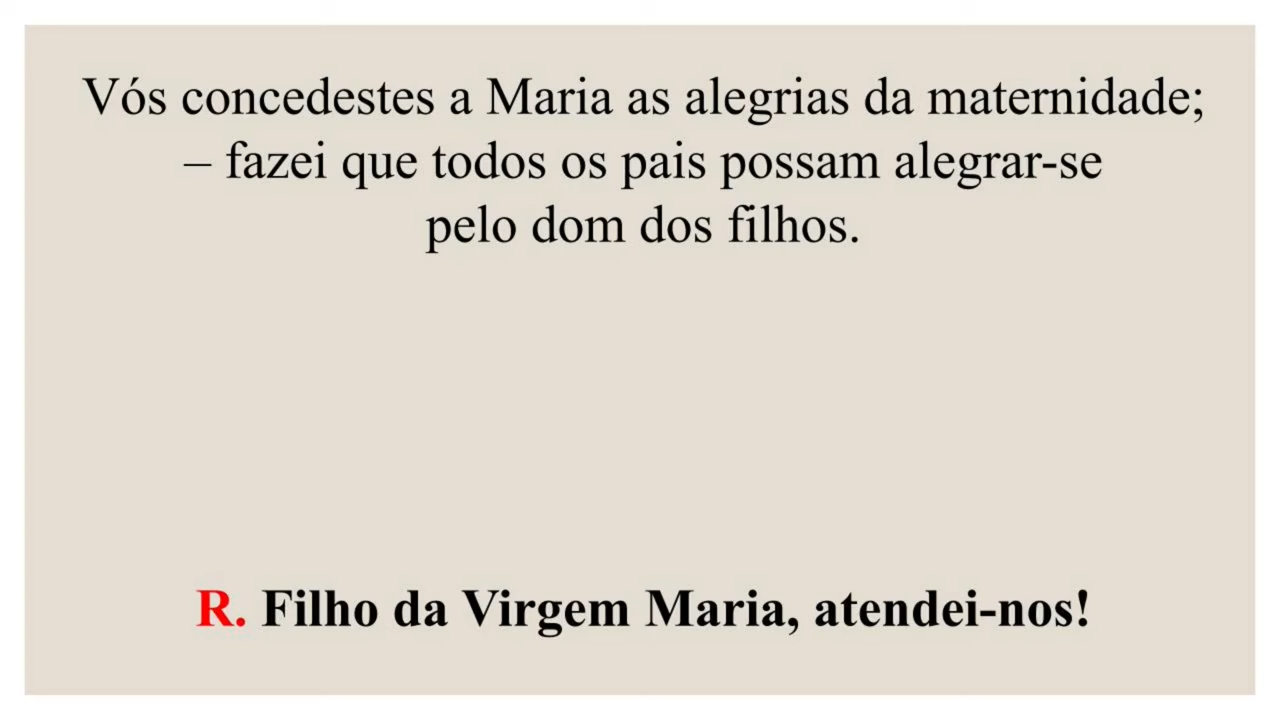 Vós concedestes a Maria as alegrias da maternidade;
– fazei que todos os pais possam alegrar-se
pelo dom dos filhos.
R. Filho da Virgem Maria, atendei-nos!